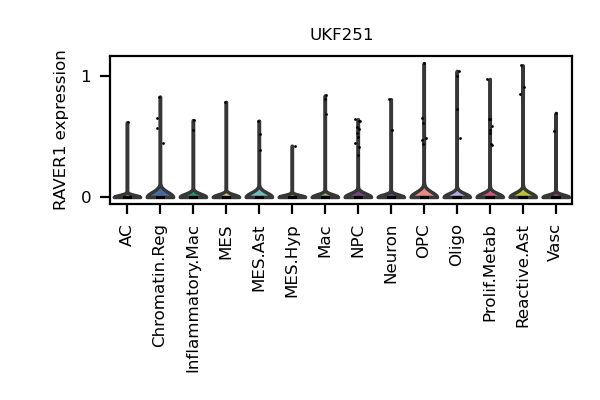 UKF251
RAVER1 expression
1
0
AC
Chromatin.Reg
Inflammatory.Mac
MES
MES.Ast
MES.Hyp
Mac
NPC
Neuron
OPC
Oligo
Prolif.Metab
Reactive.Ast
Vasc